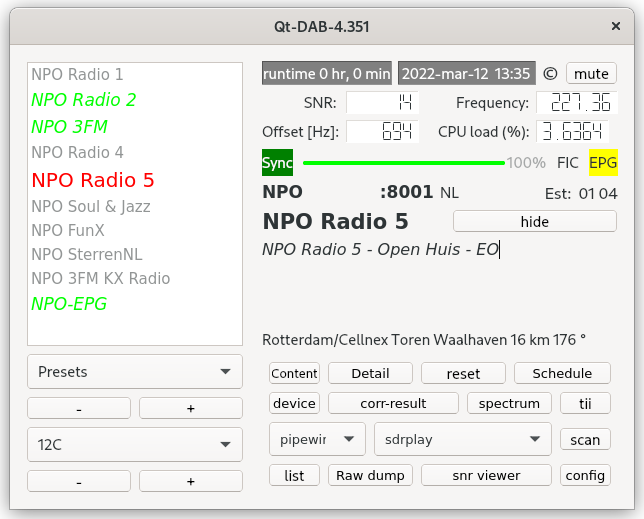 Qt-DAB-4.351
×
NPO Radio 1
NPO Radio 2
NPO 3FM
NPO Radio 4
NPO Radio 5
NPO Soul & Jazz
NPO FunX
NPO SterrenNL
NPO 3FM KX Radio
NPO-EPG
Presets
- +
12C
- +
runtime 0 hr, 0 min 2022-mar-12 13:35 © mute
SNR: 14 Frequency: 227.36
Offset [Hz]: 694 CPU load (%): 3.6364
Sync 100% FIC EPG
NPO :8001 NL Est: 01 04
NPO Radio 5 hide
NPO Radio 5 - Open Huis - EO
Rotterdam/Cellnex Toren Waalhaven 16 km 176 °
Content Detail reset Schedule
device corr-result spectrum tii
pipewir sdrplay scan
list Raw dump snr viewer config